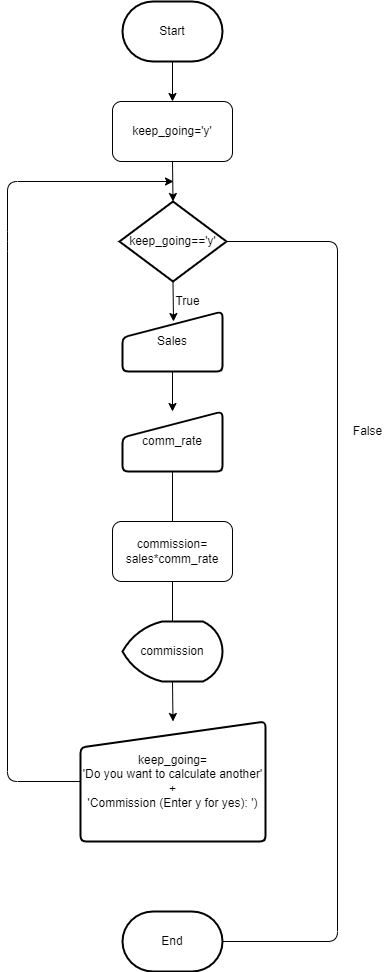 Start
keep_going='y'
keep_going=='y'
True
Sales
comm_rate
False
commission=
sales*comm_rate
commission
keep_going=
'Do you want to calculate another'
+
'Commission (Enter y for yes): ')
End